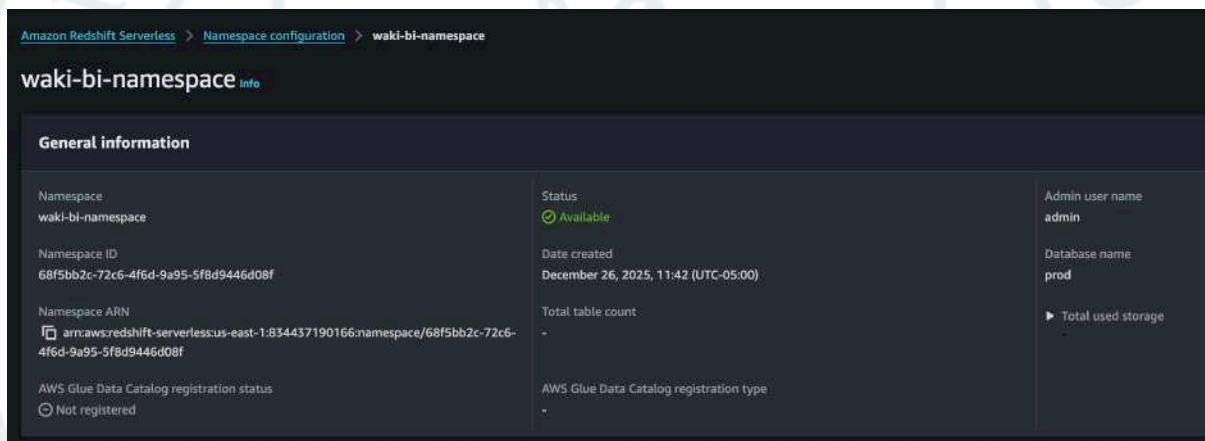 Amazon Redshift Serverless > Namespace configuration > waki-bi-namespace
waki-bi-namespace Info
General information
Namespace
waki-bi-namespace
Namespace ID
68f5bb2c-72c6-4f6d-9a95-5f8d9446d08f
Namespace ARN
arn:aws:redshift-serverless:us-east-1:834437190166:namespace/68f5bb2c-72c6-
4f6d-9a95-5f8d9446d08f
AWS Glue Data Catalog registration status
Not registered
Status
Available
Date created
December 26, 2025, 11:42 (UTC-05:00)
Total table count
-
AWS Glue Data Catalog registration type
-
Admin user name
admin
Database name
prod
Total used storage
-